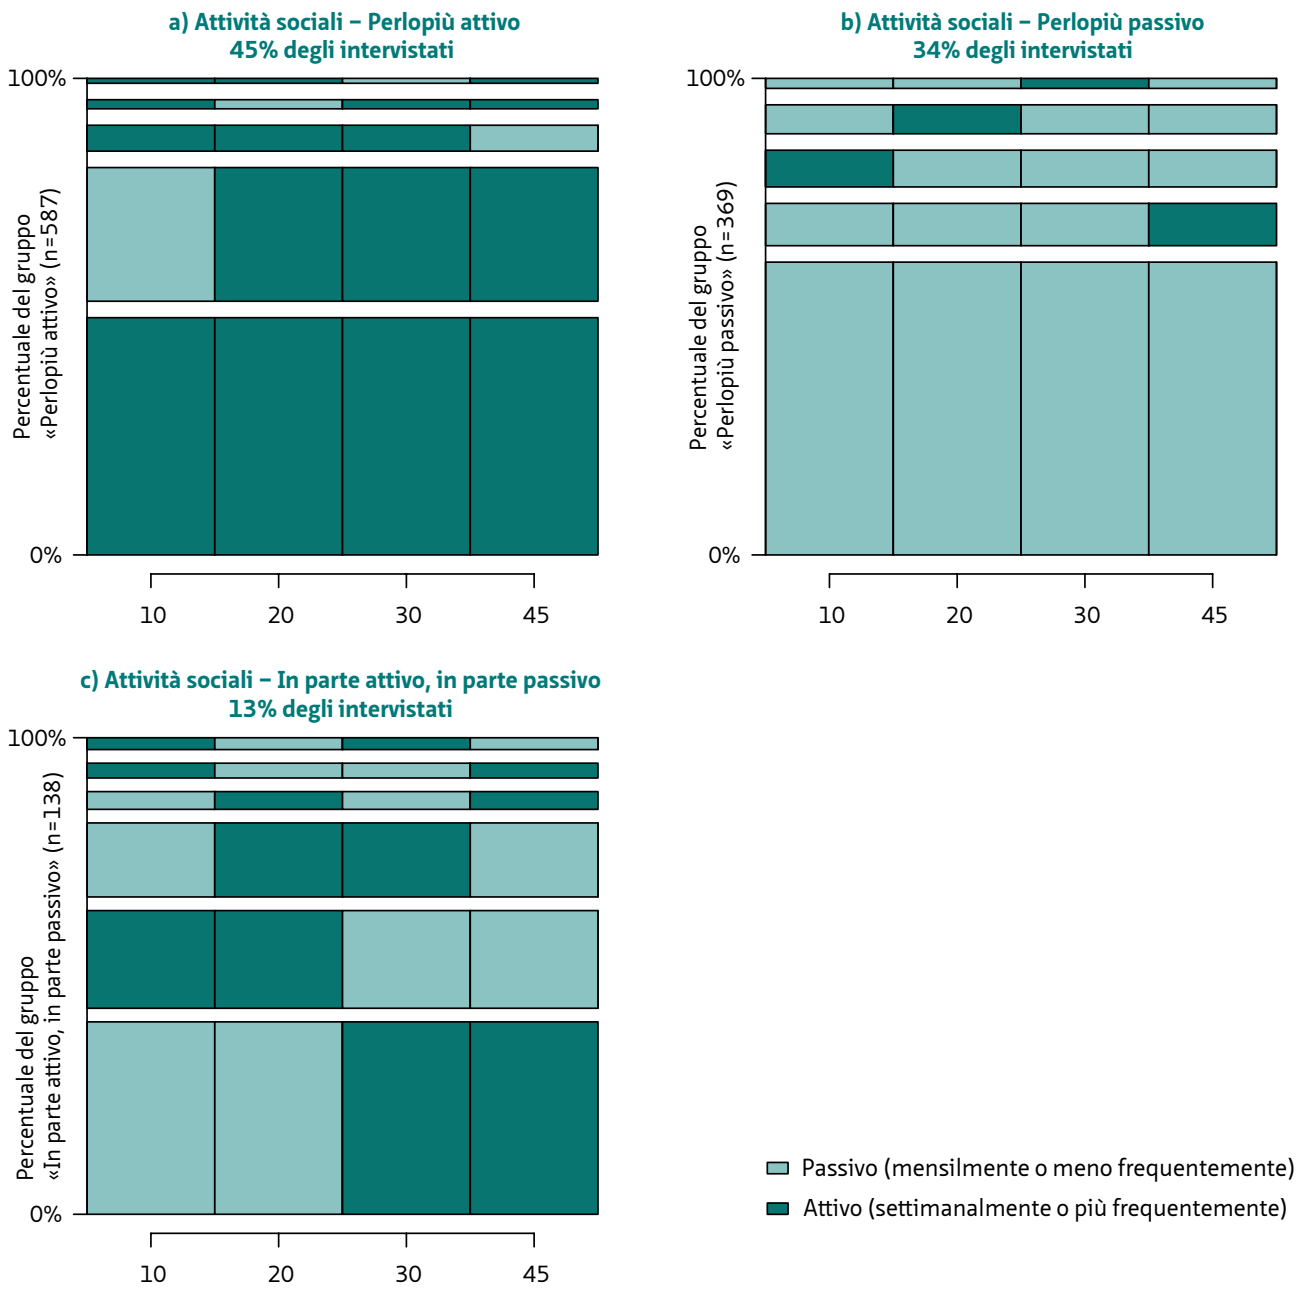 a) Attività sociali – Perlopiù attivo
45% degli intervistati
100%
Percentuale del gruppo
«Perlopiù attivo» (n=587)
0%
10 20 30 45
b) Attività sociali – Perlopiù passivo
34% degli intervistati
100%
Percentuale del gruppo
«Perlopiù passivo» (n=369)
0%
10 20 30 45
c) Attività sociali – In parte attivo, in parte passivo
13% degli intervistati
100%
Percentuale del gruppo
«In parte attivo, in parte passivo» (n=138)
0%
10 20 30 45
Passivo (mensilmente o meno frequentemente)
Attivo (settimanalmente o più frequentemente)